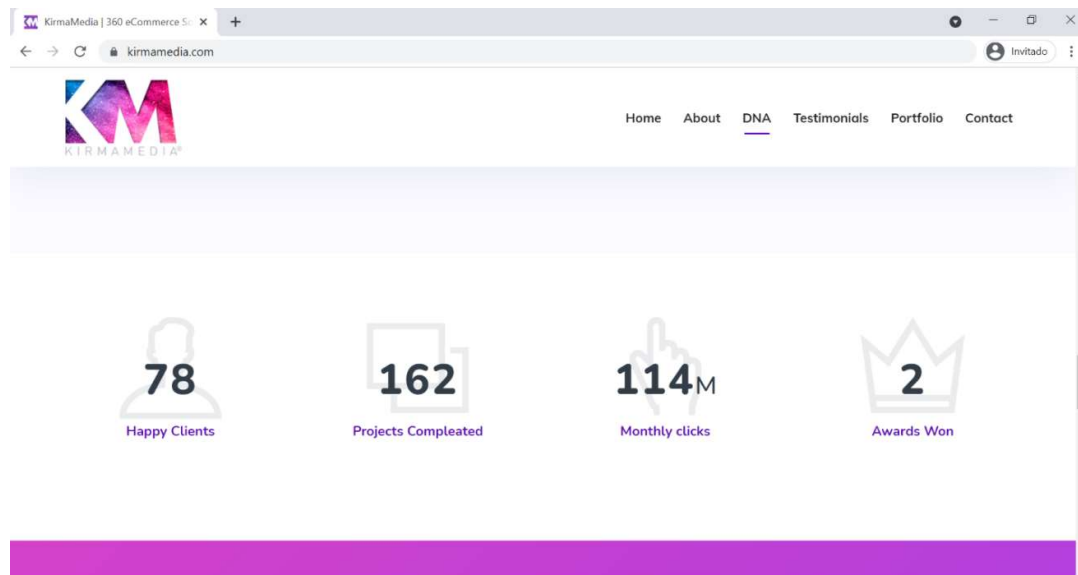 KirmaMedia | 360 eCommerce So
kirmamedia.com
Invitado
KM
KIRMAMEDIA®
Home About DNA Testimonials Portfolio Contact
78 162 114M 2
Happy Clients Projects Compleated Monthly clicks Awards Won